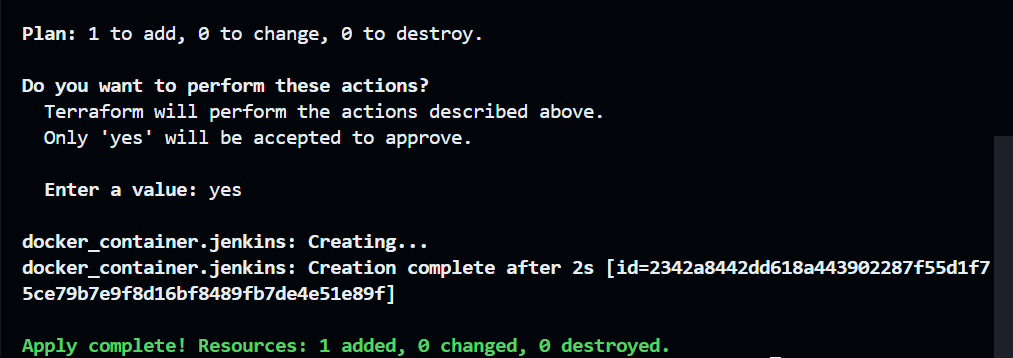 Plan: 1 to add, 0 to change, 0 to destroy.
Do you want to perform these actions?
Terraform will perform the actions described above.
Only 'yes' will be accepted to approve.
Enter a value: yes
docker_container.jenkins: Creating...
docker_container.jenkins: Creation complete after 2s [id=2342a8442dd618a443902287f55d1f7
5ce79b7e9f8d16bf8489fb7de4e51e89f]
Apply complete! Resources: 1 added, 0 changed, 0 destroyed.